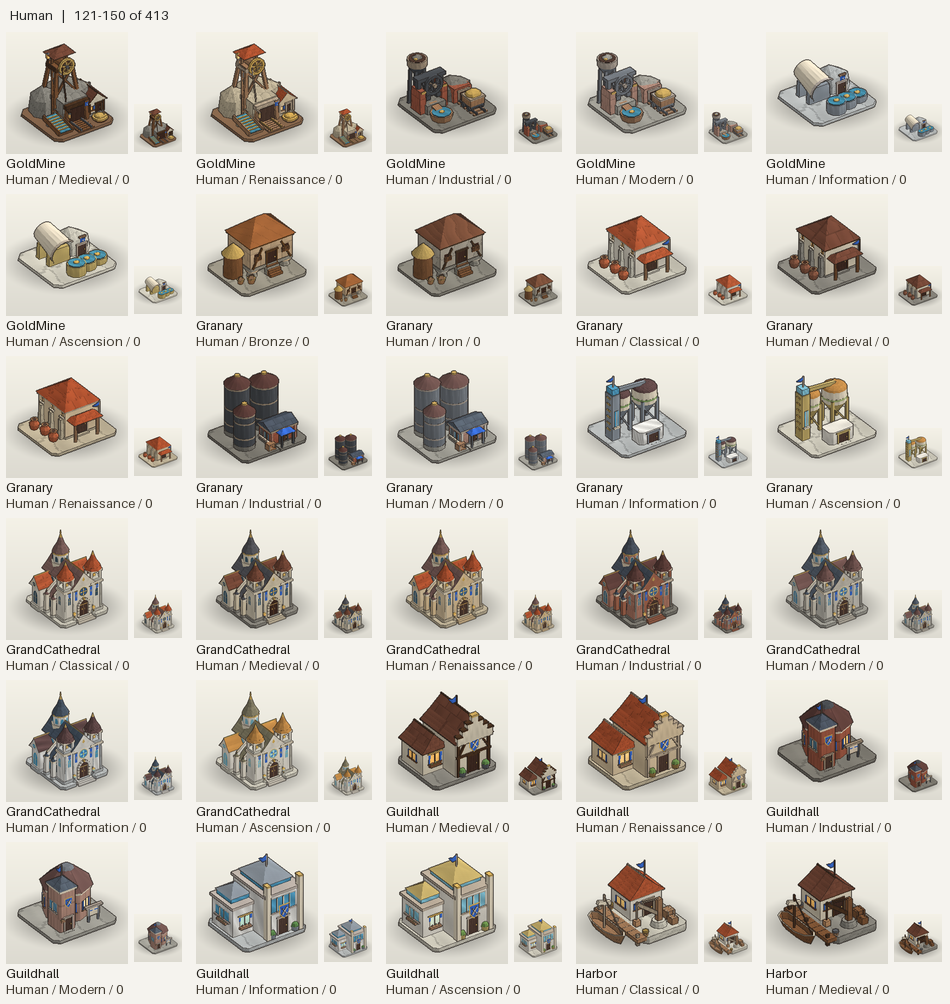 Human | 121-150 of 413
GoldMine
Human / Medieval / 0
GoldMine
Human / Renaissance / 0
GoldMine
Human / Industrial / 0
GoldMine
Human / Modern / 0
GoldMine
Human / Information / 0
GoldMine
Human / Ascension / 0
Granary
Human / Bronze / 0
Granary
Human / Iron / 0
Granary
Human / Classical / 0
Granary
Human / Medieval / 0
Granary
Human / Renaissance / 0
Granary
Human / Industrial / 0
Granary
Human / Modern / 0
Granary
Human / Information / 0
Granary
Human / Ascension / 0
GrandCathedral
Human / Classical / 0
GrandCathedral
Human / Medieval / 0
GrandCathedral
Human / Renaissance / 0
GrandCathedral
Human / Industrial / 0
GrandCathedral
Human / Modern / 0
GrandCathedral
Human / Information / 0
GrandCathedral
Human / Ascension / 0
Guildhall
Human / Medieval / 0
Guildhall
Human / Renaissance / 0
Guildhall
Human / Industrial / 0
Guildhall
Human / Modern / 0
Guildhall
Human / Information / 0
Guildhall
Human / Ascension / 0
Harbor
Human / Classical / 0
Harbor
Human / Medieval / 0